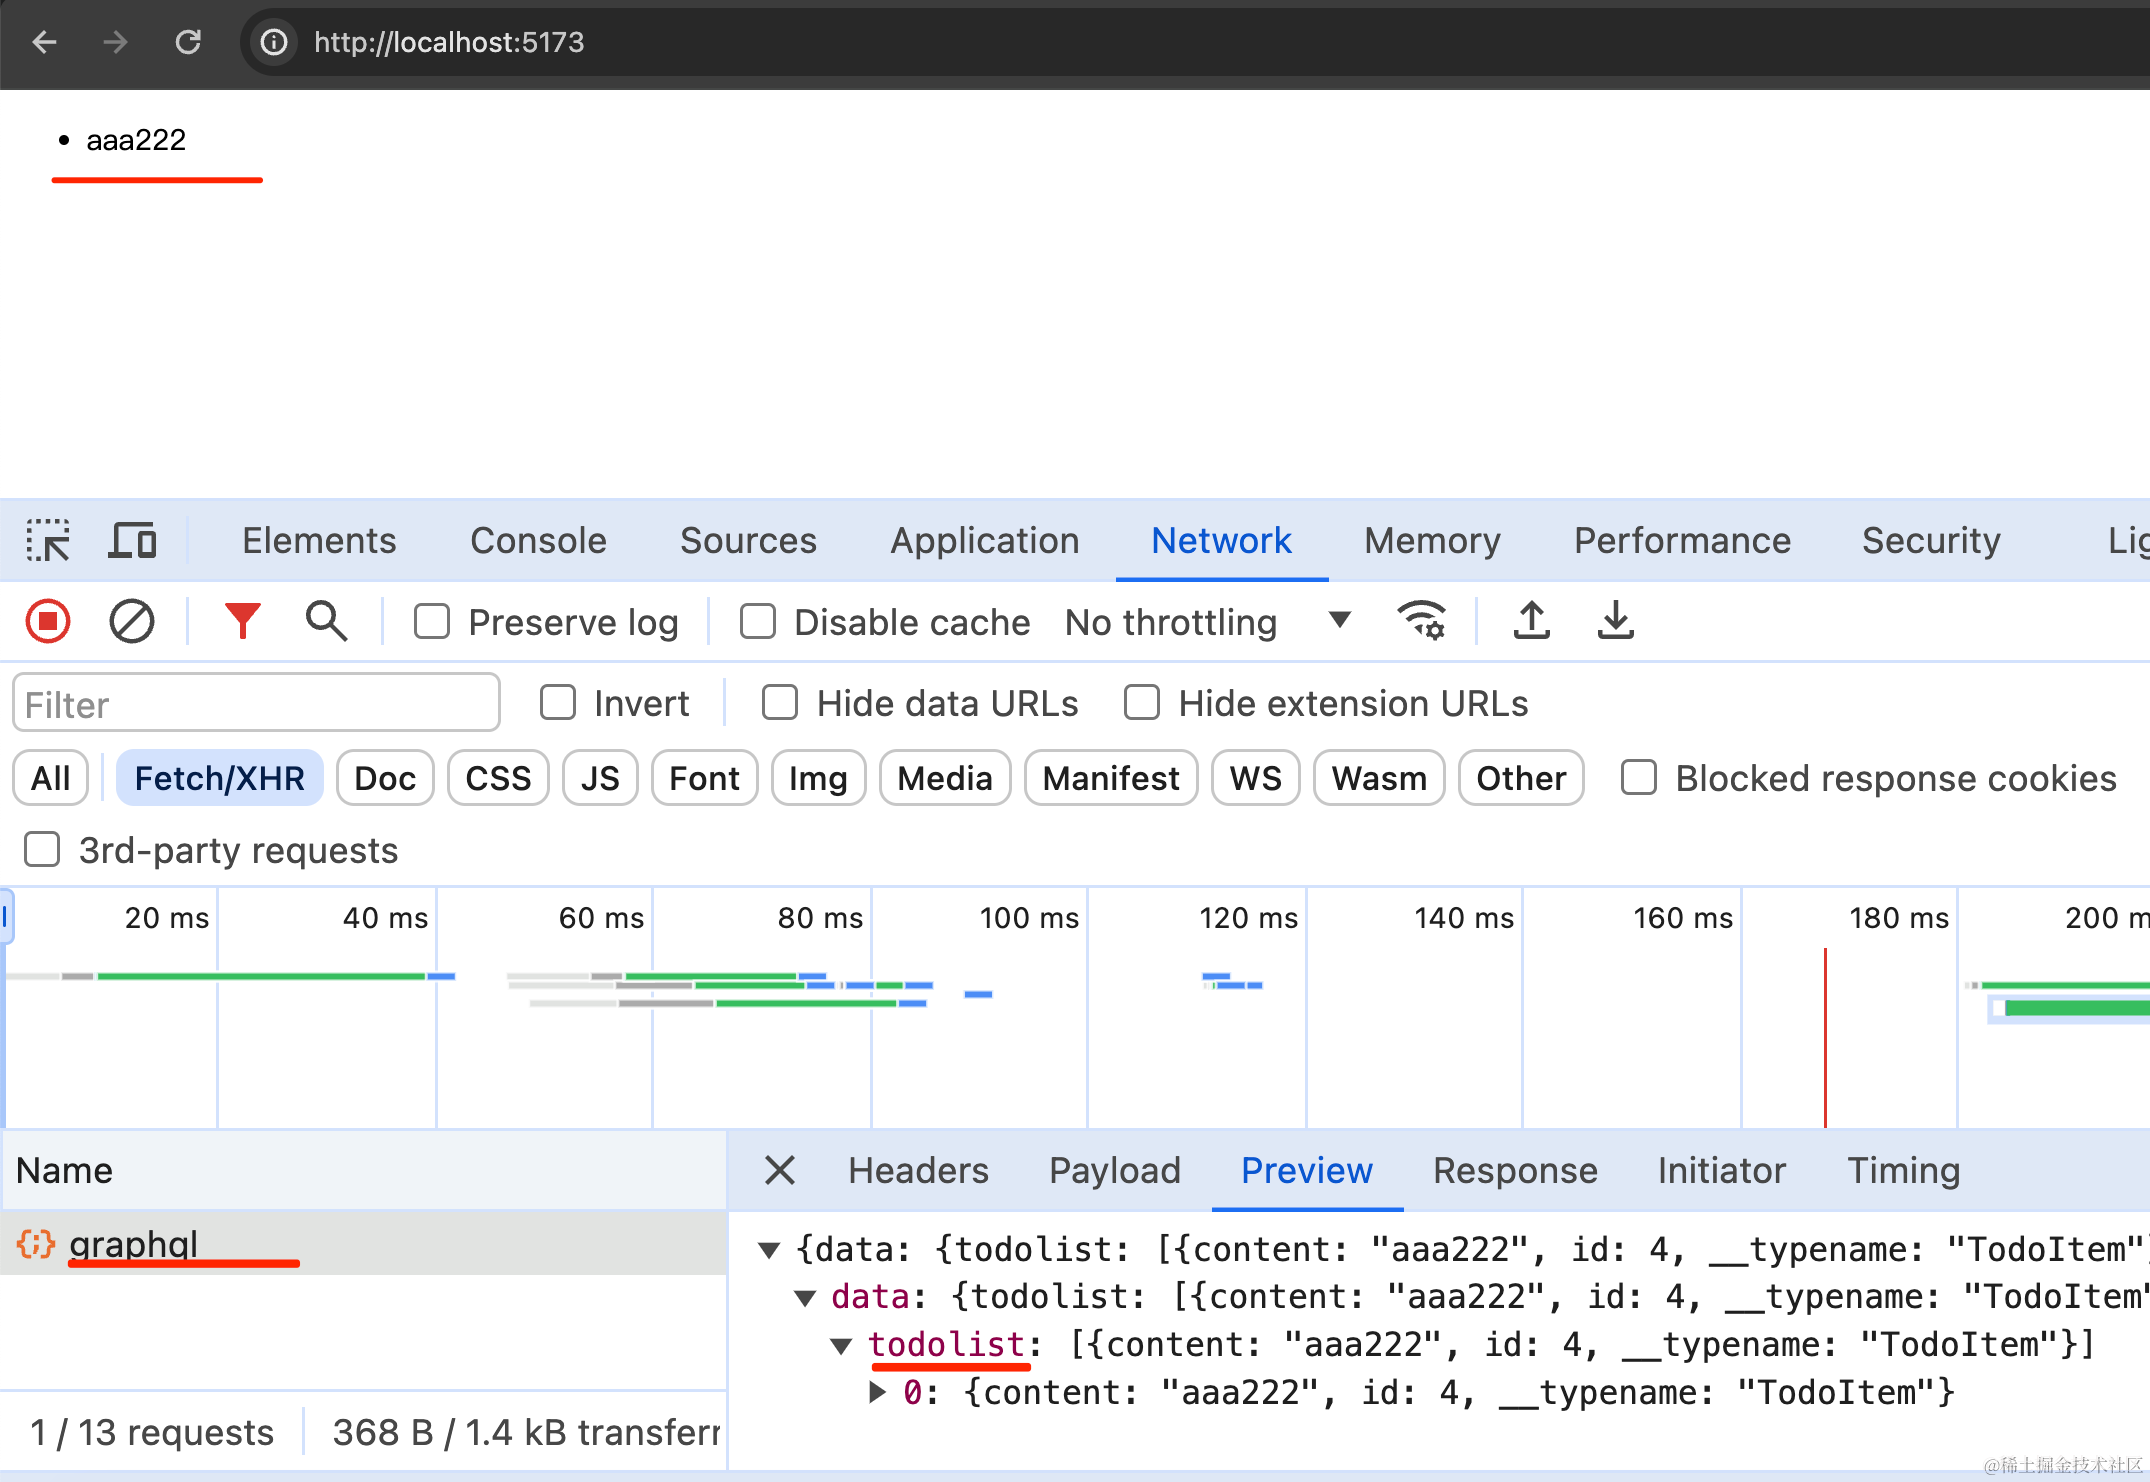 http://localhost:5173
• aaa222
Elements Console Sources Application Network Memory Performance Security Lig
Preserve log Disable cache No throttling
Filter Invert Hide data URLs Hide extension URLs
All Fetch/XHR Doc CSS JS Font Img Media Manifest WS Wasm Other Blocked response cookies
3rd-party requests
20 ms 40 ms 60 ms 80 ms 100 ms 120 ms 140 ms 160 ms 180 ms 200 m
Name
Headers Payload Preview Response Initiator Timing
graphql
{data: {todolist: [{content: "aaa222", id: 4, __typename: "TodoItem"}
data: {todolist: [{content: "aaa222", id: 4, __typename: "TodoItem"
todolist: [{content: "aaa222", id: 4, __typename: "TodoItem"}]
0: {content: "aaa222", id: 4, __typename: "TodoItem"}
1 / 13 requests 368 B / 1.4 kB transferr
@稀土掘金技术社区